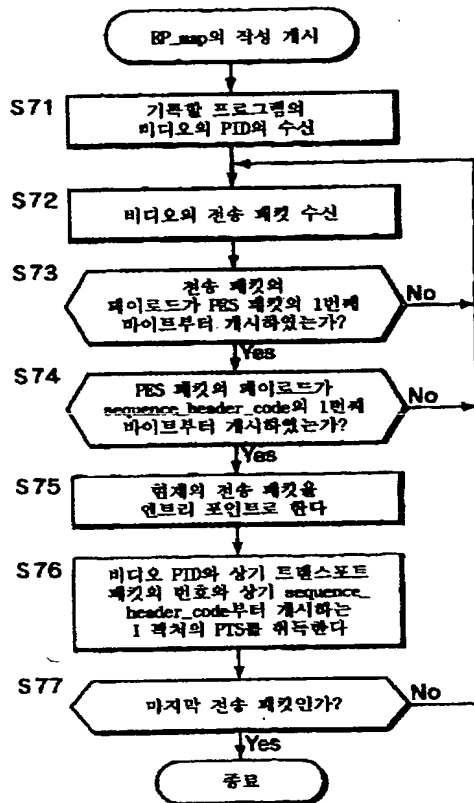 EP_map의 작성 개시
S71
기록할 프로그램의
비디오의 PID의 수신
S72
비디오의 전송 패킷 수신
S73
전송 패킷의
페이로드가 PES 패킷의 1번째
바이트부터 개시하였는가?
No
Yes
S74
PES 패킷의 페이로드가
sequence_header_code의 1번째
바이트부터 개시하였는가?
No
Yes
S75
현재의 전송 패킷을
엔트리 포인트로 한다
S76
비디오 PID와 상기 트랜스포트
패킷의 번호와 상기 sequence_
header_code부터 개시하는
I 픽처의 PTS를 취득한다
S77
마지막 전송 패킷인가?
No
Yes
종료